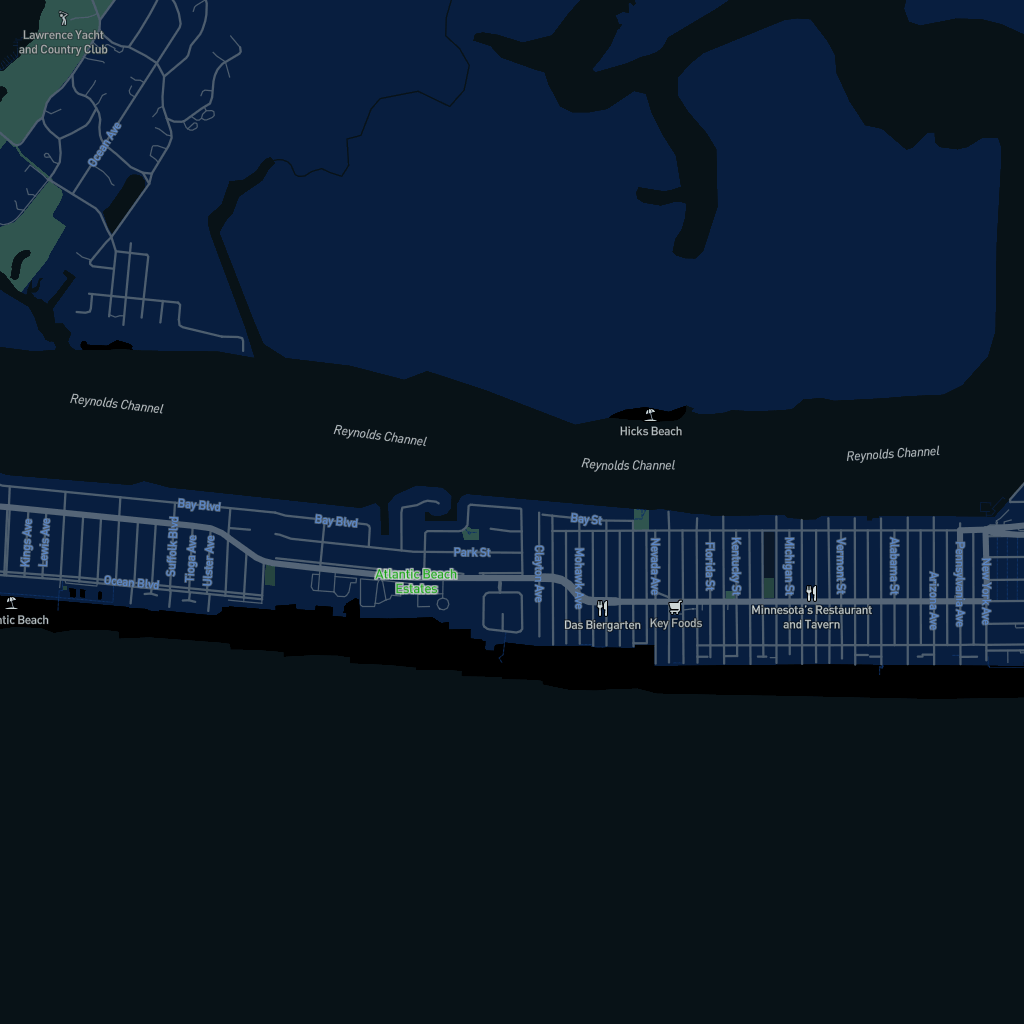 Lawrence Yacht
and Country Club
Ocean Ave
Reynolds Channel
Reynolds Channel
Hicks Beach
Reynolds Channel
Reynolds Channel
Bay Blvd
Bay Blvd
Bay St
Kings Ave
Lewis Ave
Suffolk Blvd
Tioga Ave
Ulster Ave
Park St
Clayton Ave
Mohawk Ave
Nevada Ave
Florida St
Kentucky St
Michigan St
Vermont St
Alabama St
Arizona Ave
Pennsylvania Ave
New York Ave
Ocean Blvd
Atlantic Beach
Estates
ntic Beach
Das Biergarten
Key Foods
Minnesota's Restaurant
and Tavern